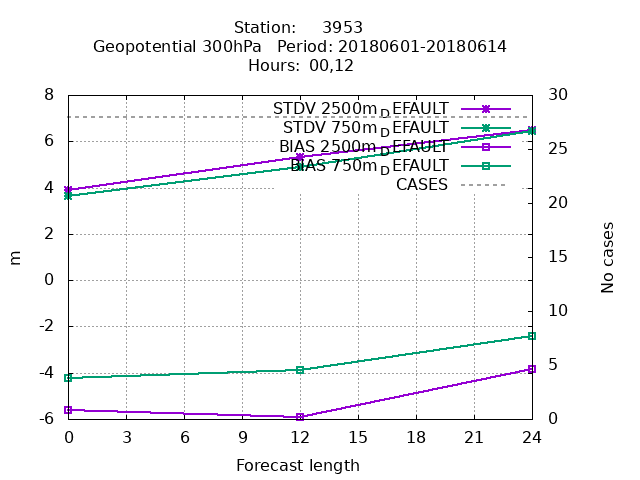 Station: 3953
Geopotential 300hPa Period: 20180601-20180614
Hours: 00,12
8
6
4
2
0
-2
-4
-6
m
STDV 2500m_DEFAULT
STDV 750m_DEFAULT
BIAS 2500m_DEFAULT
BIAS 750m_DEFAULT
CASES
30
25
20
15
10
5
0
No cases
0 3 6 9 12 15 18 21 24
Forecast length